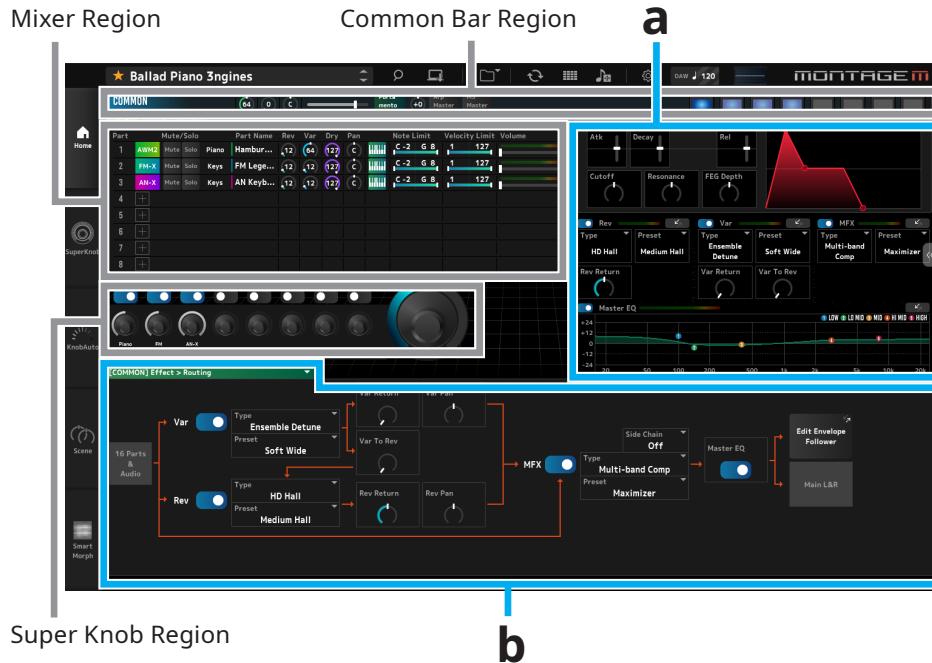 Mixer Region
Common Bar Region
a
★ Ballad Piano 3ngines
DAW ♩ 120
MONTAGE M
COMMON
64 0 C
mento +0 Master Master
Home
Part Mute/Solo Part Name Rev Var Dry Pan Note Limit Velocity Limit Volume
1 AWM2 Mute Solo Piano Hambur... 12 64 127 C C -2 G 8 1 127
2 FM-X Mute Solo Keys FM Lege... 12 12 127 C C -2 G 8 1 127
3 AN-X Mute Solo Keys AN Keyb... 12 12 127 C C -2 G 8 1 127
4 +
5 +
6 +
7 +
8 +
Atk Decay Rel
Cutoff Resonance FEG Depth
Rev Var MFX
Type Preset Type Preset Type Preset
HD Hall Medium Hall Ensemble Detune Soft Wide Multi-band Comp Maximizer
Rev Return Var Return Var To Rev
Master EQ
1 LOW 2 LO MID 3 MID 4 HI MID 5 HIGH
+24
+12
0
-12
-24
20 50 100 200 500 1k 2k 5k 10k 20k
SuperKnob
Piano FM AN-X
KnobAuto
Scene
Smart
Morph
[COMMON] Effect > Routing
16 Parts
&
Audio
Var
Type
Ensemble Detune
Preset
Soft Wide
Var Return Var Pan
Var To Rev
Rev
Type
HD Hall
Preset
Medium Hall
Rev Return Rev Pan
MFX
Side Chain
Off
Type
Multi-band Comp
Preset
Maximizer
Master EQ
Edit Envelope
Follower
Main L&R
Super Knob Region
b